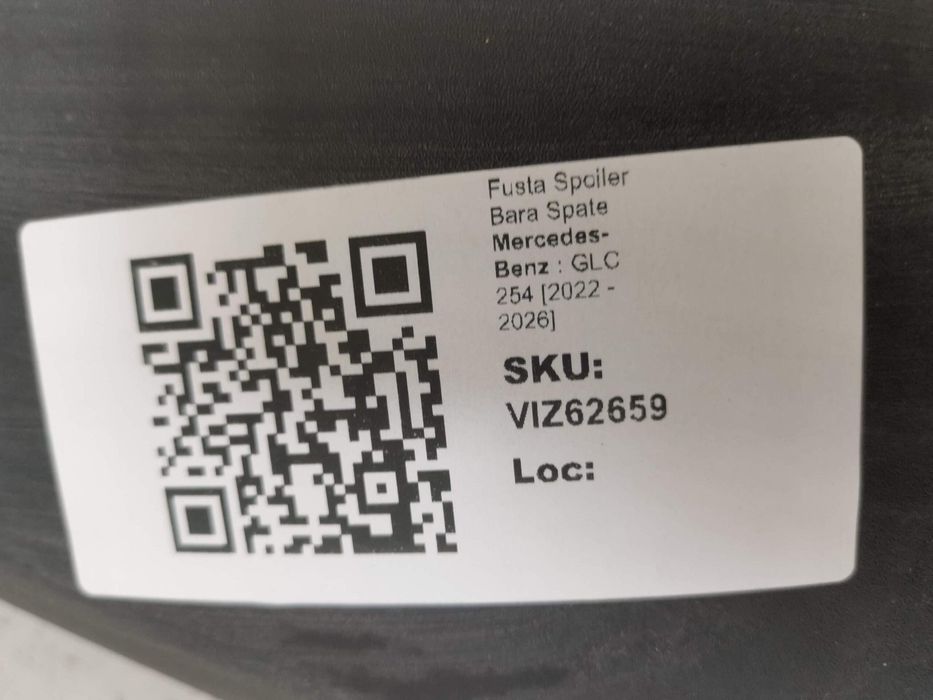 Fusta Spoiler
Bara Spate
Mercedes-
Benz : GLC
254 [2022 -
2026]
SKU:
VIZ62659
Loc: